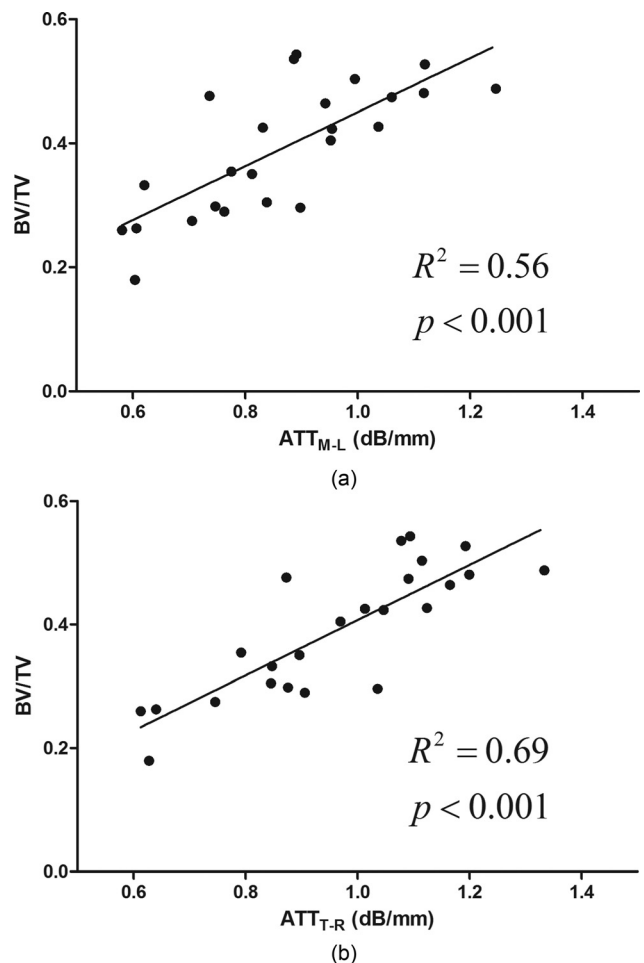 0.6
0.4
0.2
0.0
BV/TV
R² = 0.56
p < 0.001
0.6 0.8 1.0 1.2 1.4
ATT_M-L (dB/mm)
(a)
0.6
0.4
0.2
0.0
BV/TV
R² = 0.69
p < 0.001
0.6 0.8 1.0 1.2 1.4
ATT_T-R (dB/mm)
(b)